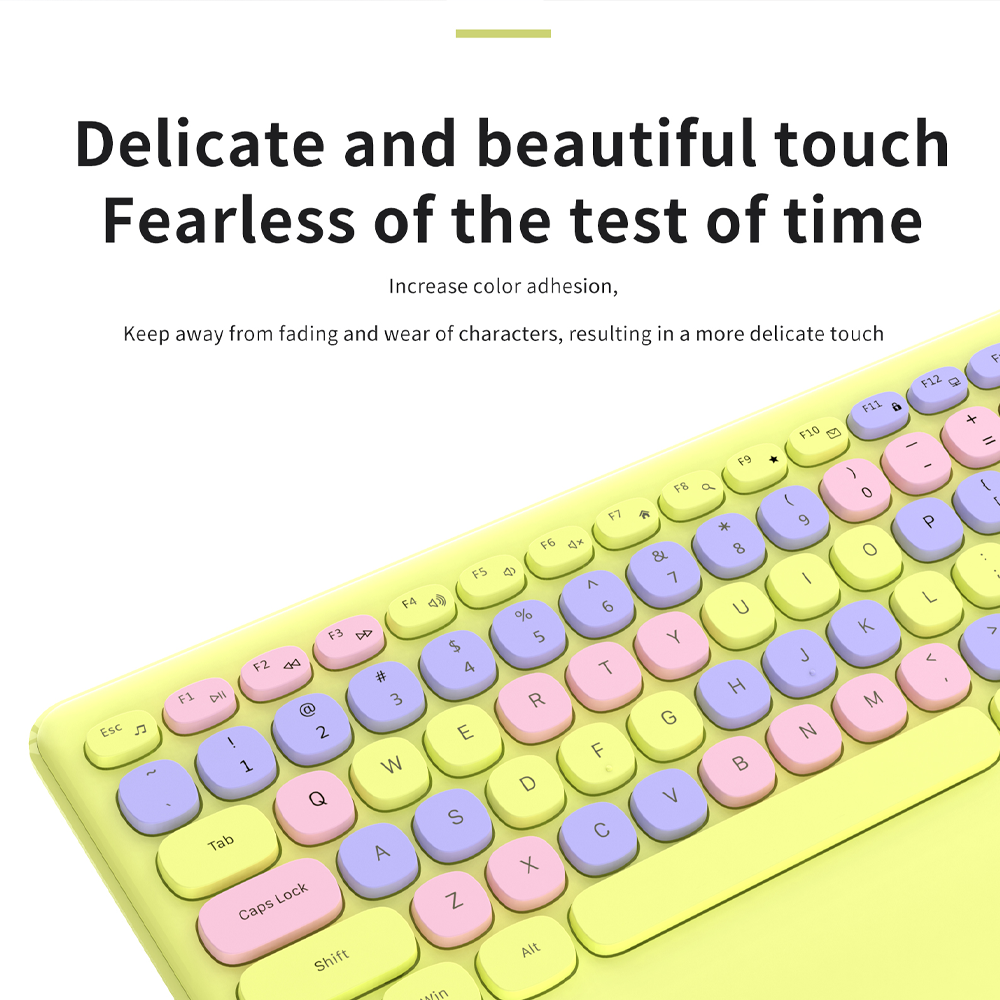 Delicate and beautiful touch
Fearless of the test of time
Increase color adhesion,
Keep away from fading and wear of characters, resulting in a more delicate touch
Esc F1 F2 F3 F4 F5 F6 F7 F8 F9 F10 F11 F12
~ ! @ # $ % ^ & * ( ) — +
` 1 2 3 4 5 6 7 8 9 0 - =
Tab Q W E R T Y U I O P {
Caps Lock A S D F G H J K L :
Shift Z X C V B N M < >
,
Win Alt